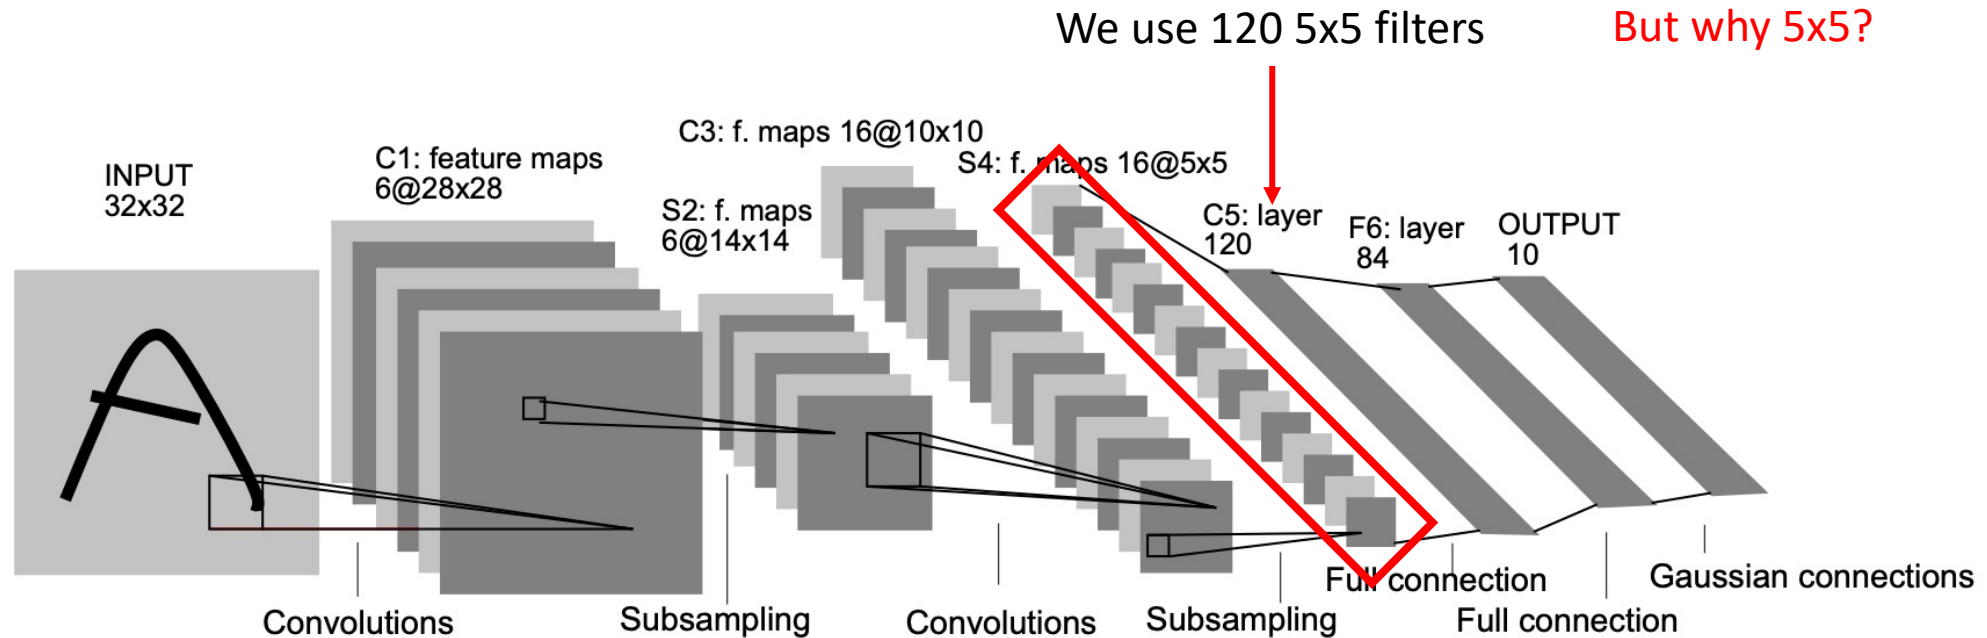 We use 120 5x5 filters
But why 5x5?
C3: f. maps 16@10x10
S4: f. maps 16@5x5
C1: feature maps
6@28x28
INPUT
32x32
S2: f. maps
6@14x14
C5: layer
120
F6: layer
84
OUTPUT
10
Convolutions
Subsampling
Convolutions
Subsampling
Full connection
Full connection
Gaussian connections